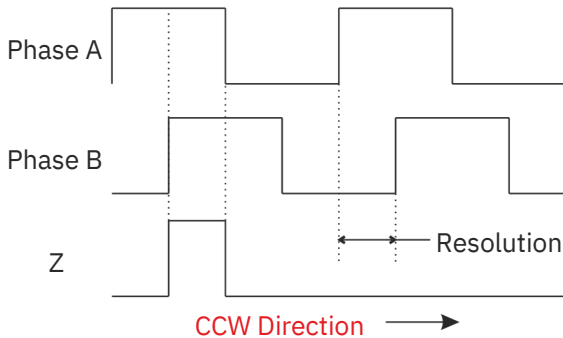 Phase A
Phase B
Z
Resolution
CCW Direction